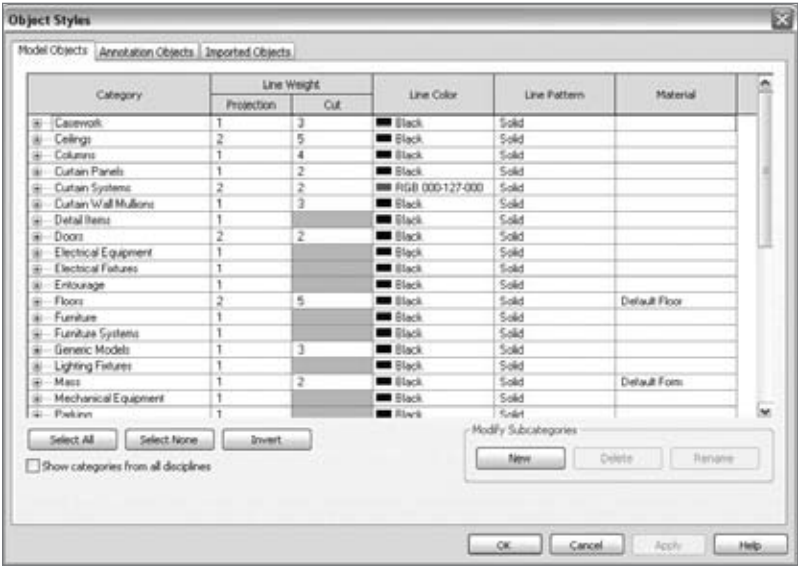 Object Styles
Model Objects Annotation Objects Imported Objects
Category Line Weight Line Color Line Pattern Material
Projection Cut
Casework 1 3 Black Solid
Ceilings 2 5 Black Solid
Columns 1 4 Black Solid
Curtain Panels 1 2 Black Solid
Curtain Systems 2 2 RGB 000-127-000 Solid
Curtain Wall Mullions 1 3 Black Solid
Detail Items 1 Black Solid
Doors 2 2 Black Solid
Electrical Equipment 1 Black Solid
Electrical Fixtures 1 Black Solid
Entourage 1 Black Solid
Floors 2 5 Black Solid Default Floor
Furniture 1 Black Solid
Furniture Systems 1 Black Solid
Generic Models 1 3 Black Solid
Lighting Fixtures 1 Black Solid
Mass 1 2 Black Solid Default Form
Mechanical Equipment 1 Black Solid
Parking 1 Black Solid
Select All Select None Invert
Modify Subcategories
New Delete Rename
Show categories from all disciplines
OK Cancel Apply Help